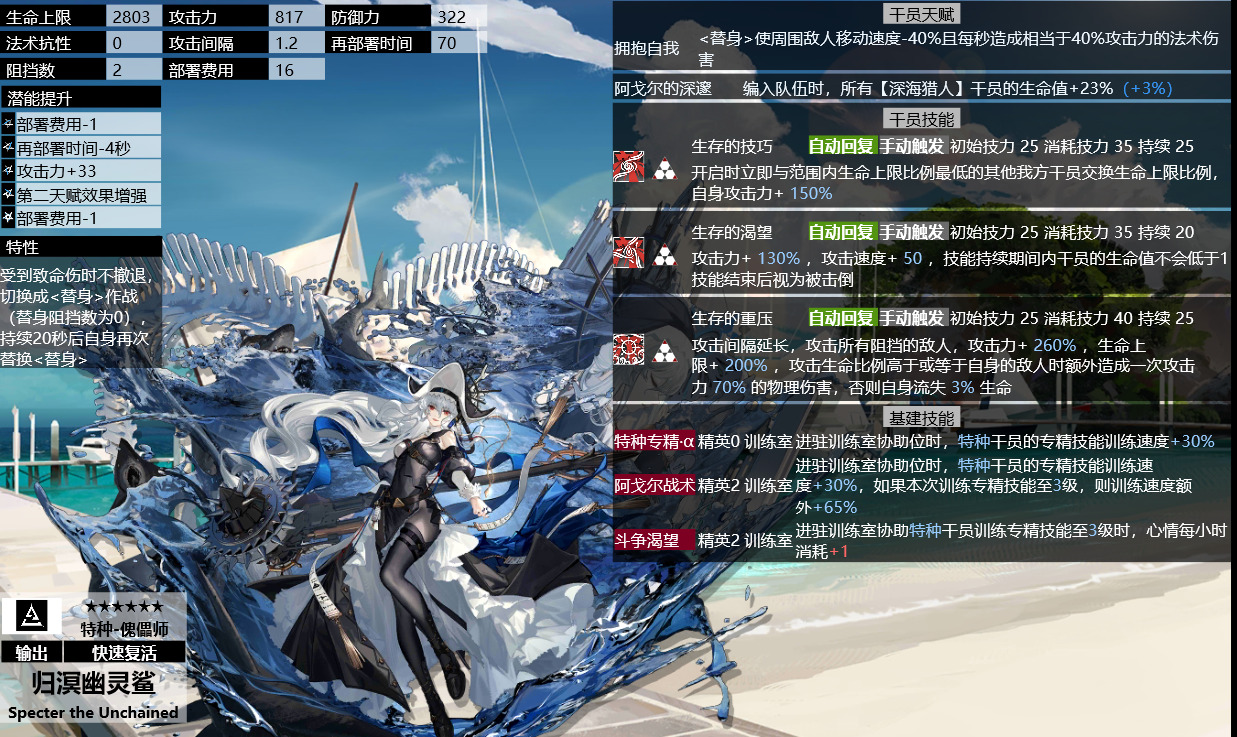 生命上限 2803 攻击力 817 防御力 322
法术抗性 0 攻击间隔 1.2 再部署时间 70
阻挡数 2 部署费用 16
潜能提升
部署费用-1
再部署时间-4秒
攻击力+33
第二天赋效果增强
部署费用-1
特性
受到致命伤时不撤退,
切换成<替身>作战
（替身阻挡数为0）,
持续20秒后自身再次
替换<替身>
★★★★★★
特种-傀儡师
输出 快速复活
归溟幽灵鲨
Specter the Unchained
干员天赋
拥抱自我 <替身>使周围敌人移动速度-40%且每秒造成相当于40%攻击力的法术伤
害
阿戈尔的深邃 编入队伍时，所有【深海猎人】干员的生命值+23%（+3%）
干员技能
生存的技巧 自动回复 手动触发 初始技力 25 消耗技力 35 持续 25
开启时立即与范围内生命上限比例最低的其他我方干员交换生命上限比例，
自身攻击力+ 150%
生存的渴望 自动回复 手动触发 初始技力 25 消耗技力 35 持续 20
攻击力+ 130% ，攻击速度+ 50 ，技能持续期间内干员的生命值不会低于1
技能结束后视为被击倒
生存的重压 自动回复 手动触发 初始技力 25 消耗技力 40 持续 25
攻击间隔延长，攻击所有阻挡的敌人，攻击力+ 260% ，生命上
限+ 200% ，攻击生命比例高于或等于自身的敌人时额外造成一次攻击
力 70% 的物理伤害，否则自身流失 3% 生命
基建技能
特种专精·α 精英0 训练室 进驻训练室协助位时，特种干员的专精技能训练速度+30%
阿戈尔战术 精英2 训练室 进驻训练室协助位时，特种干员的专精技能训练速
度+30%，如果本次训练专精技能至3级，则训练速度额
外+65%
斗争渴望 精英2 训练室 进驻训练室协助特种干员训练专精技能至3级时，心情每小时
消耗+1